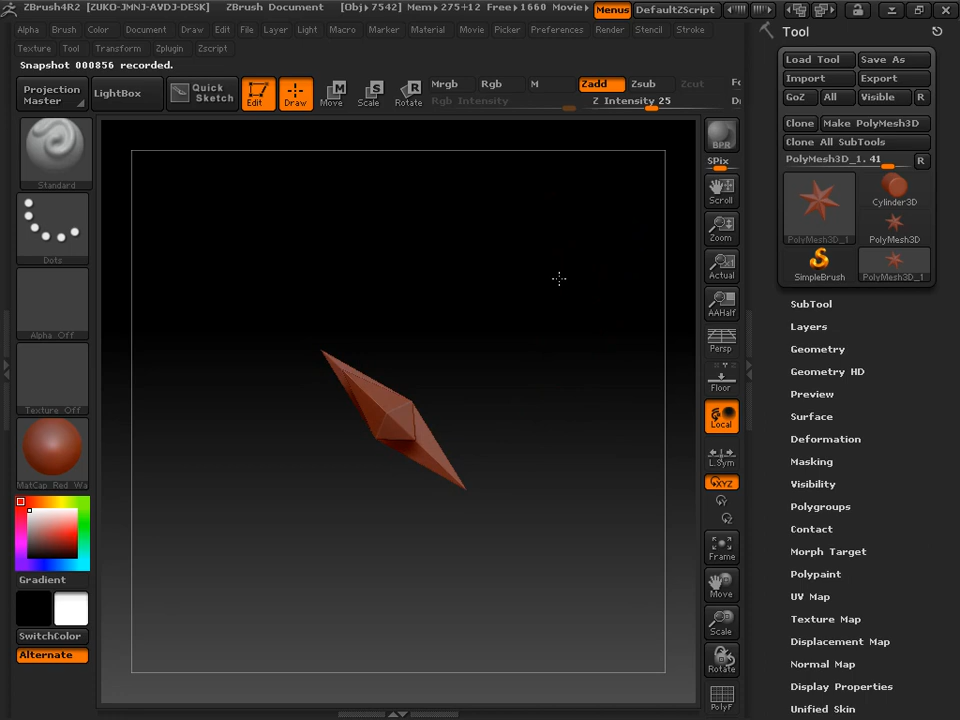 ZBrush4R2 [ZUKO-JMNJ-AVDJ-DESK] ZBrush Document [Obj▸7542] Mem▸275+12 Free▸1660 Movie▸ Menus DefaultZScript
Alpha Brush Color Document Draw Edit File Layer Light Macro Marker Material Movie Picker Preferences Render Stencil Stroke
Texture Tool Transform Zplugin Zscript
Snapshot 000856 recorded.
Projection Master
LightBox
Quick Sketch
Edit Draw Move Scale Rotate
Mrgb Rgb M Zadd Zsub Zcut
Rgb Intensity Z Intensity 25
Standard
Dots
Alpha Off
Texture Off
MatCap Red Wa
Gradient
SwitchColor
Alternate
BPR
SPix
Scroll
Zoom
Actual
AAHalf
Persp
Floor
Local
L.Sym
XYZ
Y
Z
Frame
Move
Scale
Rotate
PolyF
Tool
Load Tool Save As
Import Export
GoZ All Visible R
Clone Make PolyMesh3D
Clone All SubTools
PolyMesh3D_1. 41 R
PolyMesh3D_1
Cylinder3D
PolyMesh3D
SimpleBrush
PolyMesh3D_1
SubTool
Layers
Geometry
Geometry HD
Preview
Surface
Deformation
Masking
Visibility
Polygroups
Contact
Morph Target
Polypaint
UV Map
Texture Map
Displacement Map
Normal Map
Display Properties
Unified Skin